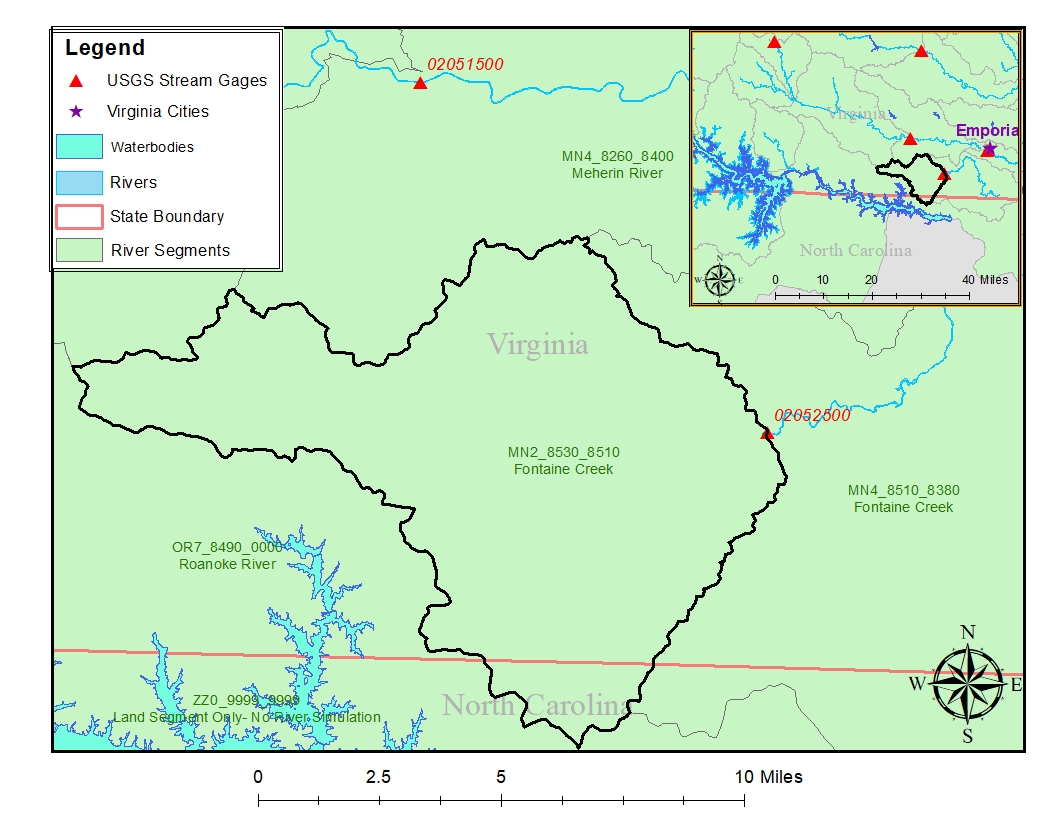 Legend
USGS Stream Gages
Virginia Cities
Waterbodies
Rivers
State Boundary
River Segments
02051500
MN4_8260_8400
Meherin River
Virginia
Emporia
North Carolina
N
W
E
S
0 10 20 40 Miles
Virginia
02052500
MN2_8530_8510
Fontaine Creek
MN4_8510_8380
Fontaine Creek
OR7_8490_0000
Roanoke River
ZZ0_9999_9999
Land Segment Only- No River Simulation
North Carolina
N
W
E
S
0 2.5 5 10 Miles